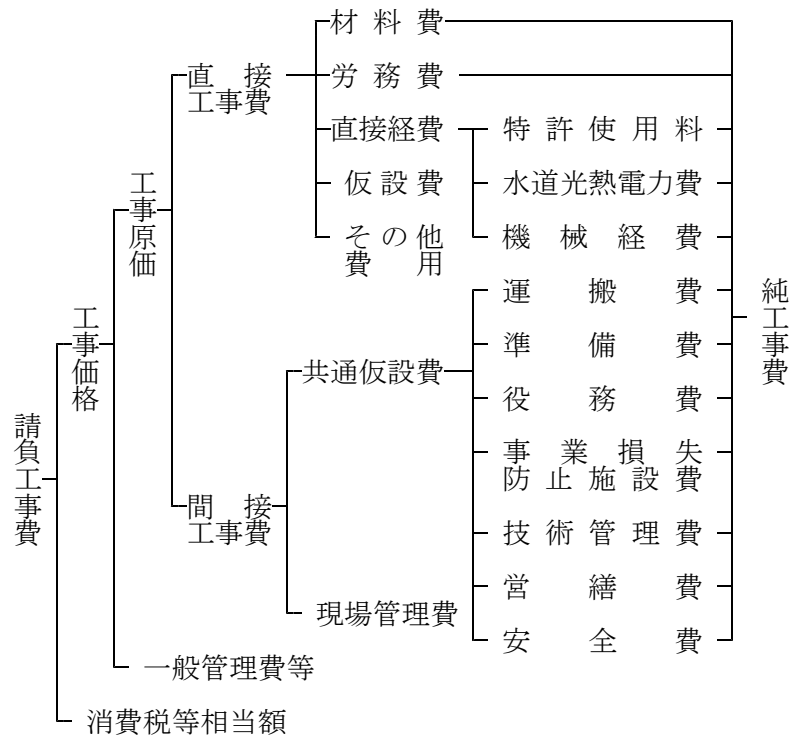 請負工事費
工事価格
工事原価
直接
工事費
材料費
労務費
直接経費
特許使用料
水道光熱電力費
機械経費
仮設費
その他
費用
間接
工事費
共通仮設費
運搬費
準備費
役務費
事業損失
防止施設費
技術管理費
営繕費
安全費
現場管理費
純工事費
一般管理費等
消費税等相当額